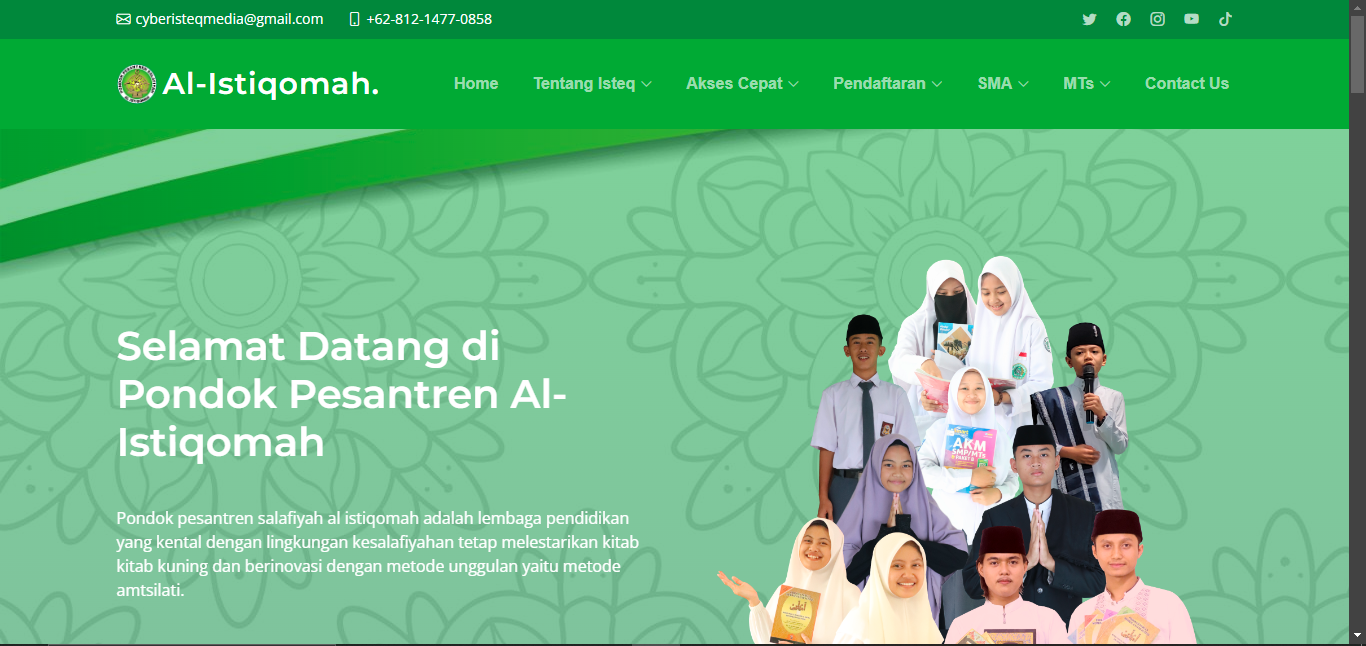 cyberisteqmedia@gmail.com +62-812-1477-0858
Al-Istiqomah.
Home Tentang Isteq Akses Cepat Pendaftaran SMA MTs Contact Us
Selamat Datang di
Pondok Pesantren Al-
Istiqomah
Pondok pesantren salafiyah al istiqomah adalah lembaga pendidikan
yang kental dengan lingkungan kesalafiyahan tetap melestarikan kitab
kitab kuning dan berinovasi dengan metode unggulan yaitu metode
amtsilati.
AKM
SMP/MTs